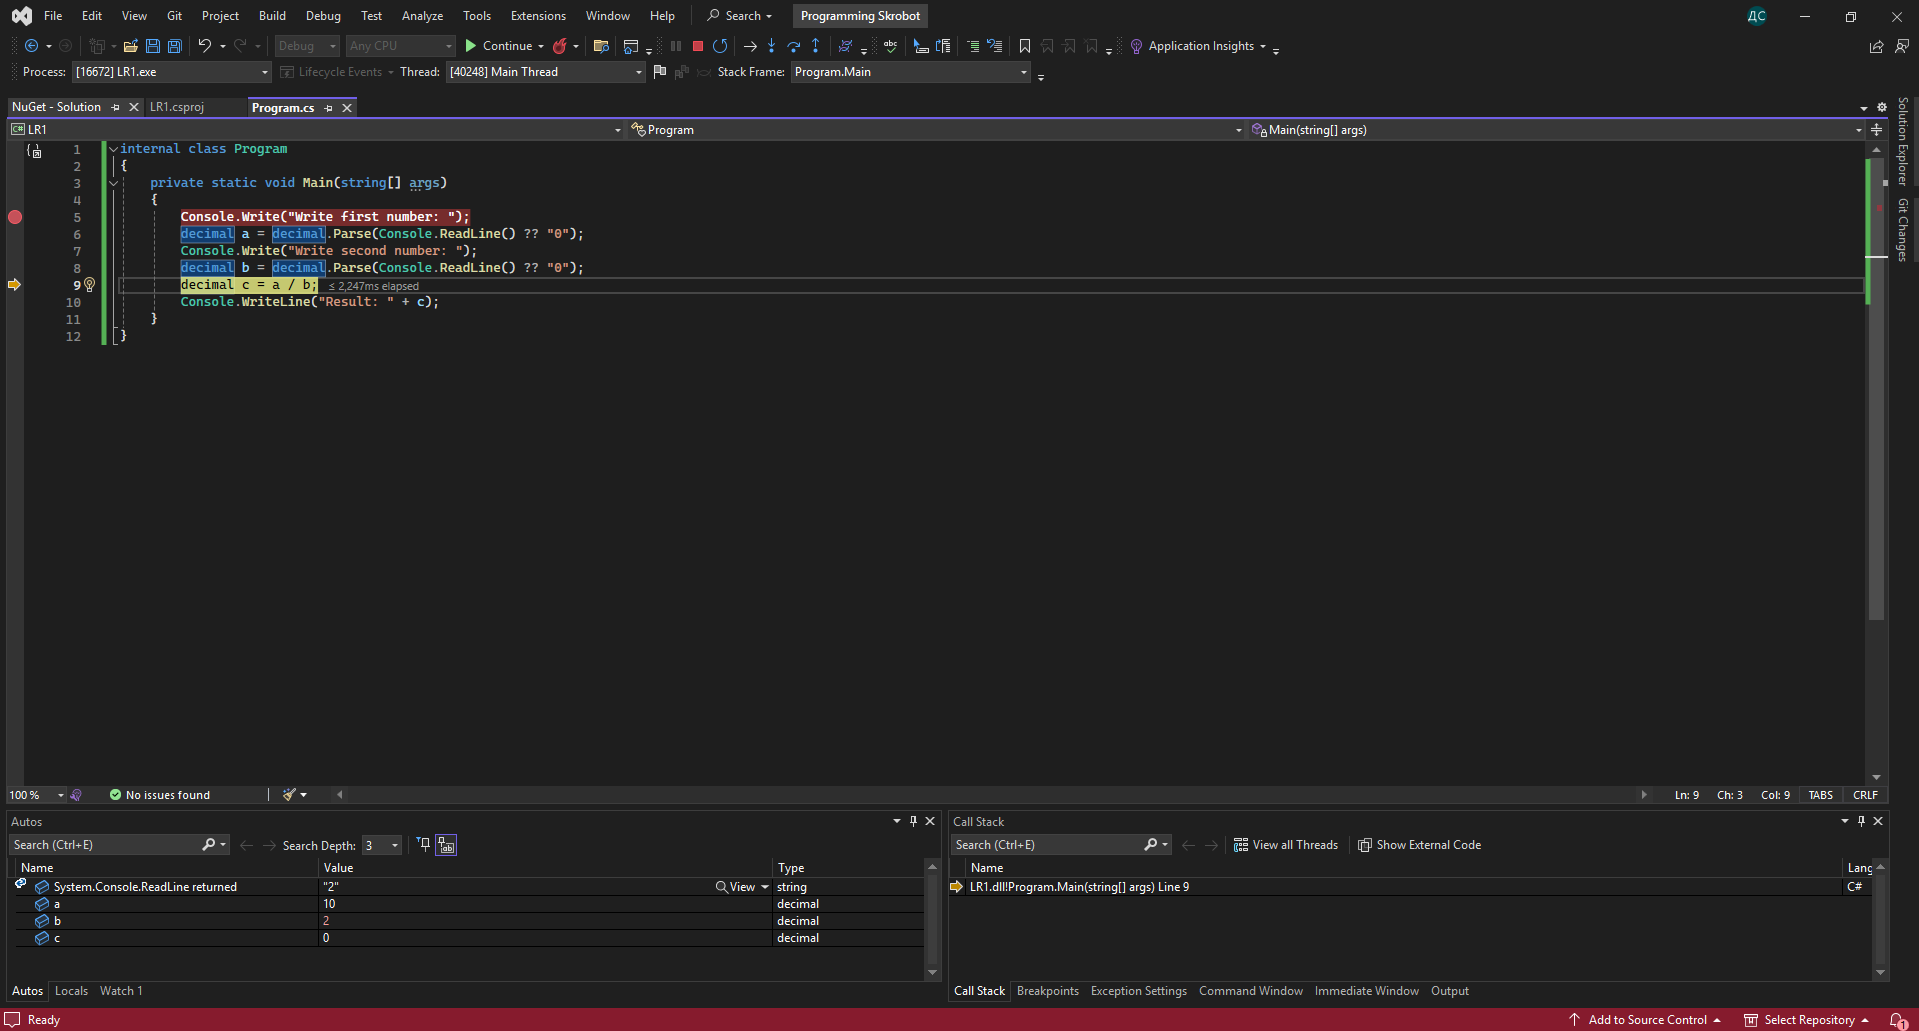 File Edit View Git Project Build Debug Test Analyze Tools Extensions Window Help Search Programming Skrobot ДС
Debug Any CPU Continue Application Insights
Process: [16672] LR1.exe Lifecycle Events Thread: [40248] Main Thread Stack Frame: Program.Main
NuGet - Solution LR1.csproj Program.cs
C# LR1 Program Main(string[] args)
1 internal class Program
2 {
3 private static void Main(string[] args)
4 {
5 Console.Write("Write first number: ");
6 decimal a = decimal.Parse(Console.ReadLine() ?? "0");
7 Console.Write("Write second number: ");
8 decimal b = decimal.Parse(Console.ReadLine() ?? "0");
9 decimal c = a / b; ≤ 2,247ms elapsed
10 Console.WriteLine("Result: " + c);
11 }
12 }
Solution Explorer
Git Changes
100 % No issues found Ln: 9 Ch: 3 Col: 9 TABS CRLF
Autos
Search (Ctrl+E) Search Depth: 3
Name Value Type
System.Console.ReadLine returned "2" View string
a 10 decimal
b 2 decimal
c 0 decimal
Autos Locals Watch 1
Call Stack
Search (Ctrl+E) View all Threads Show External Code
Name Lang
LR1.dll!Program.Main(string[] args) Line 9 C#
Call Stack Breakpoints Exception Settings Command Window Immediate Window Output
Ready Add to Source Control Select Repository 1